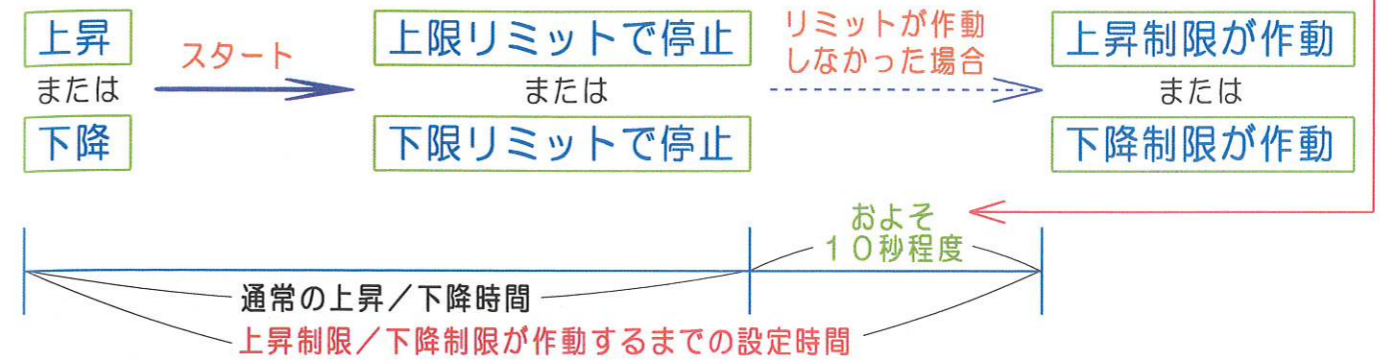 上昇
または
下降
スタート
上限リミットで停止
または
下限リミットで停止
リミットが作動
しなかった場合
上昇制限が作動
または
下降制限が作動
およそ
１０秒程度
通常の上昇／下降時間
上昇制限／下降制限が作動するまでの設定時間